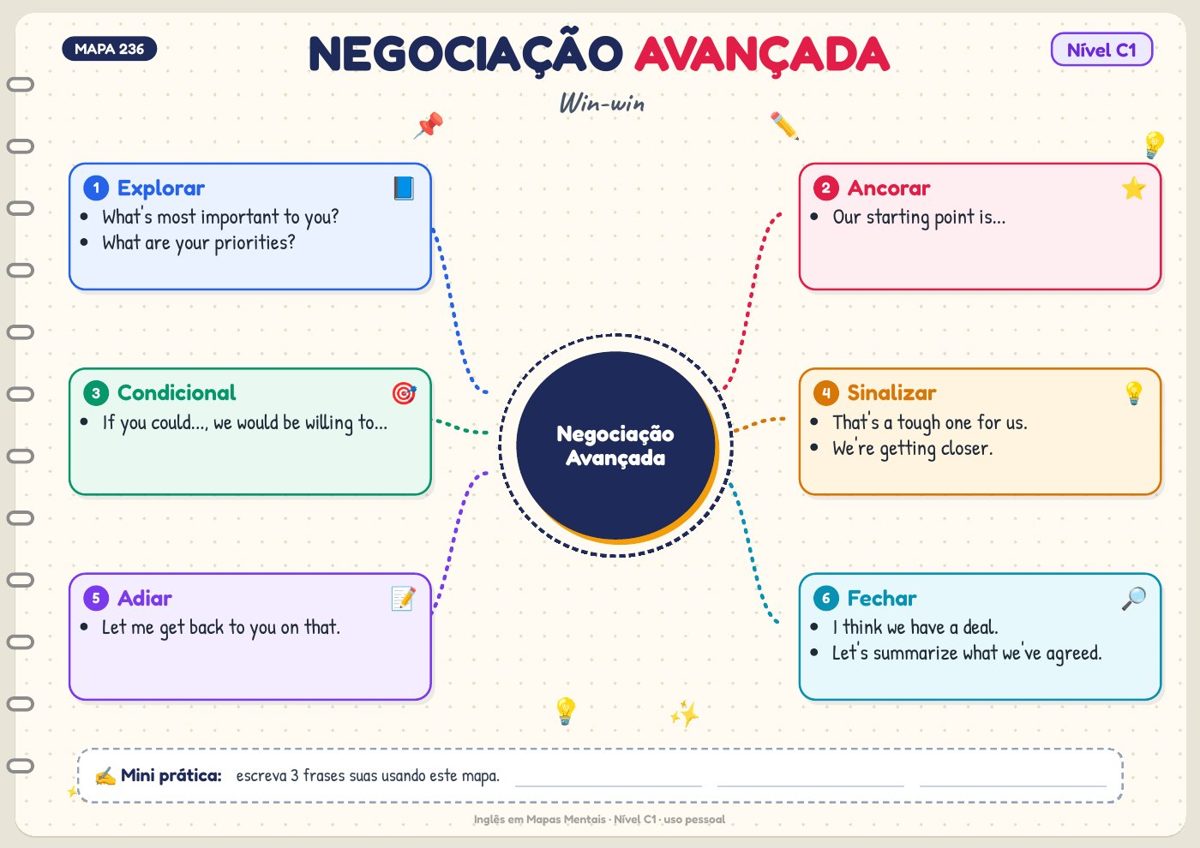 MAPA 236
NEGOCIAÇÃO AVANÇADA
Nível C1
Win-win
1 Explorar
• What's most important to you?
• What are your priorities?
2 Ancorar
• Our starting point is...
3 Condicional
• If you could..., we would be willing to...
4 Sinalizar
• That's a tough one for us.
• We're getting closer.
Negociação
Avançada
5 Adiar
• Let me get back to you on that.
6 Fechar
• I think we have a deal.
• Let's summarize what we've agreed.
Mini prática: escreva 3 frases suas usando este mapa.
Inglês em Mapas Mentais · Nível C1 · uso pessoal